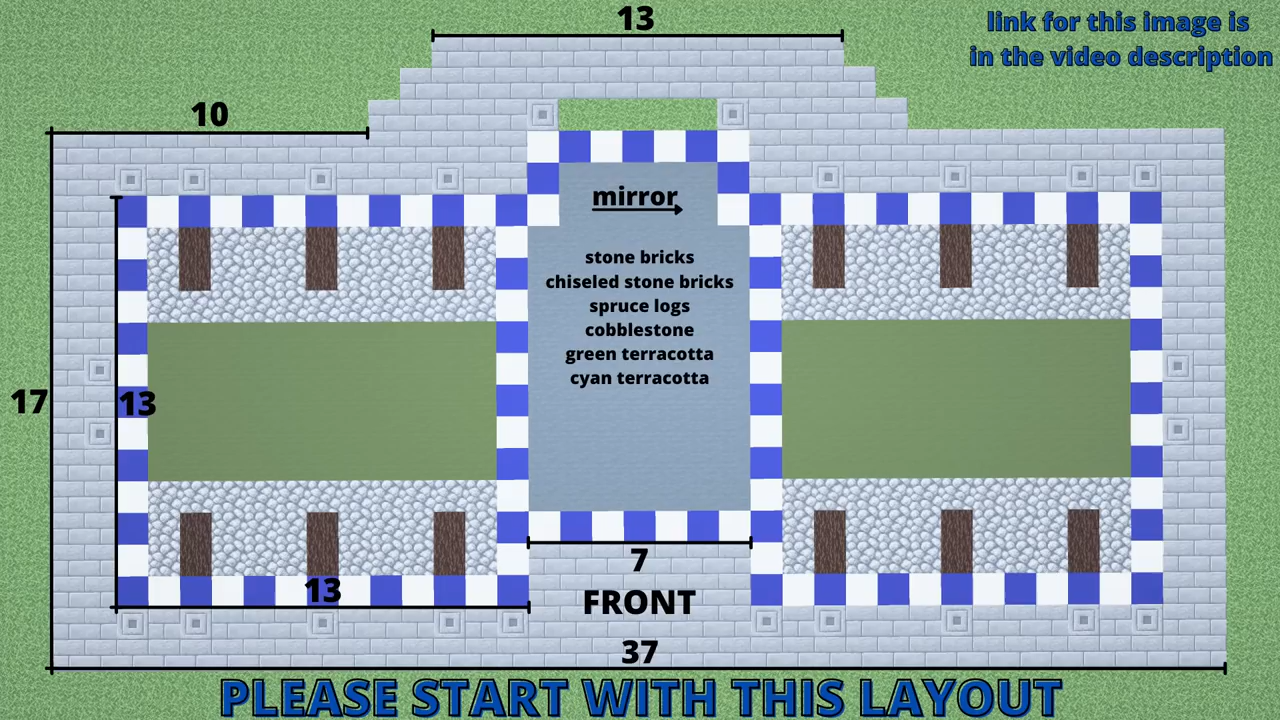 13
link for this image is
in the video description
10
mirror
stone bricks
chiseled stone bricks
spruce logs
cobblestone
green terracotta
cyan terracotta
17
13
7
13
FRONT
37
PLEASE START WITH THIS LAYOUT